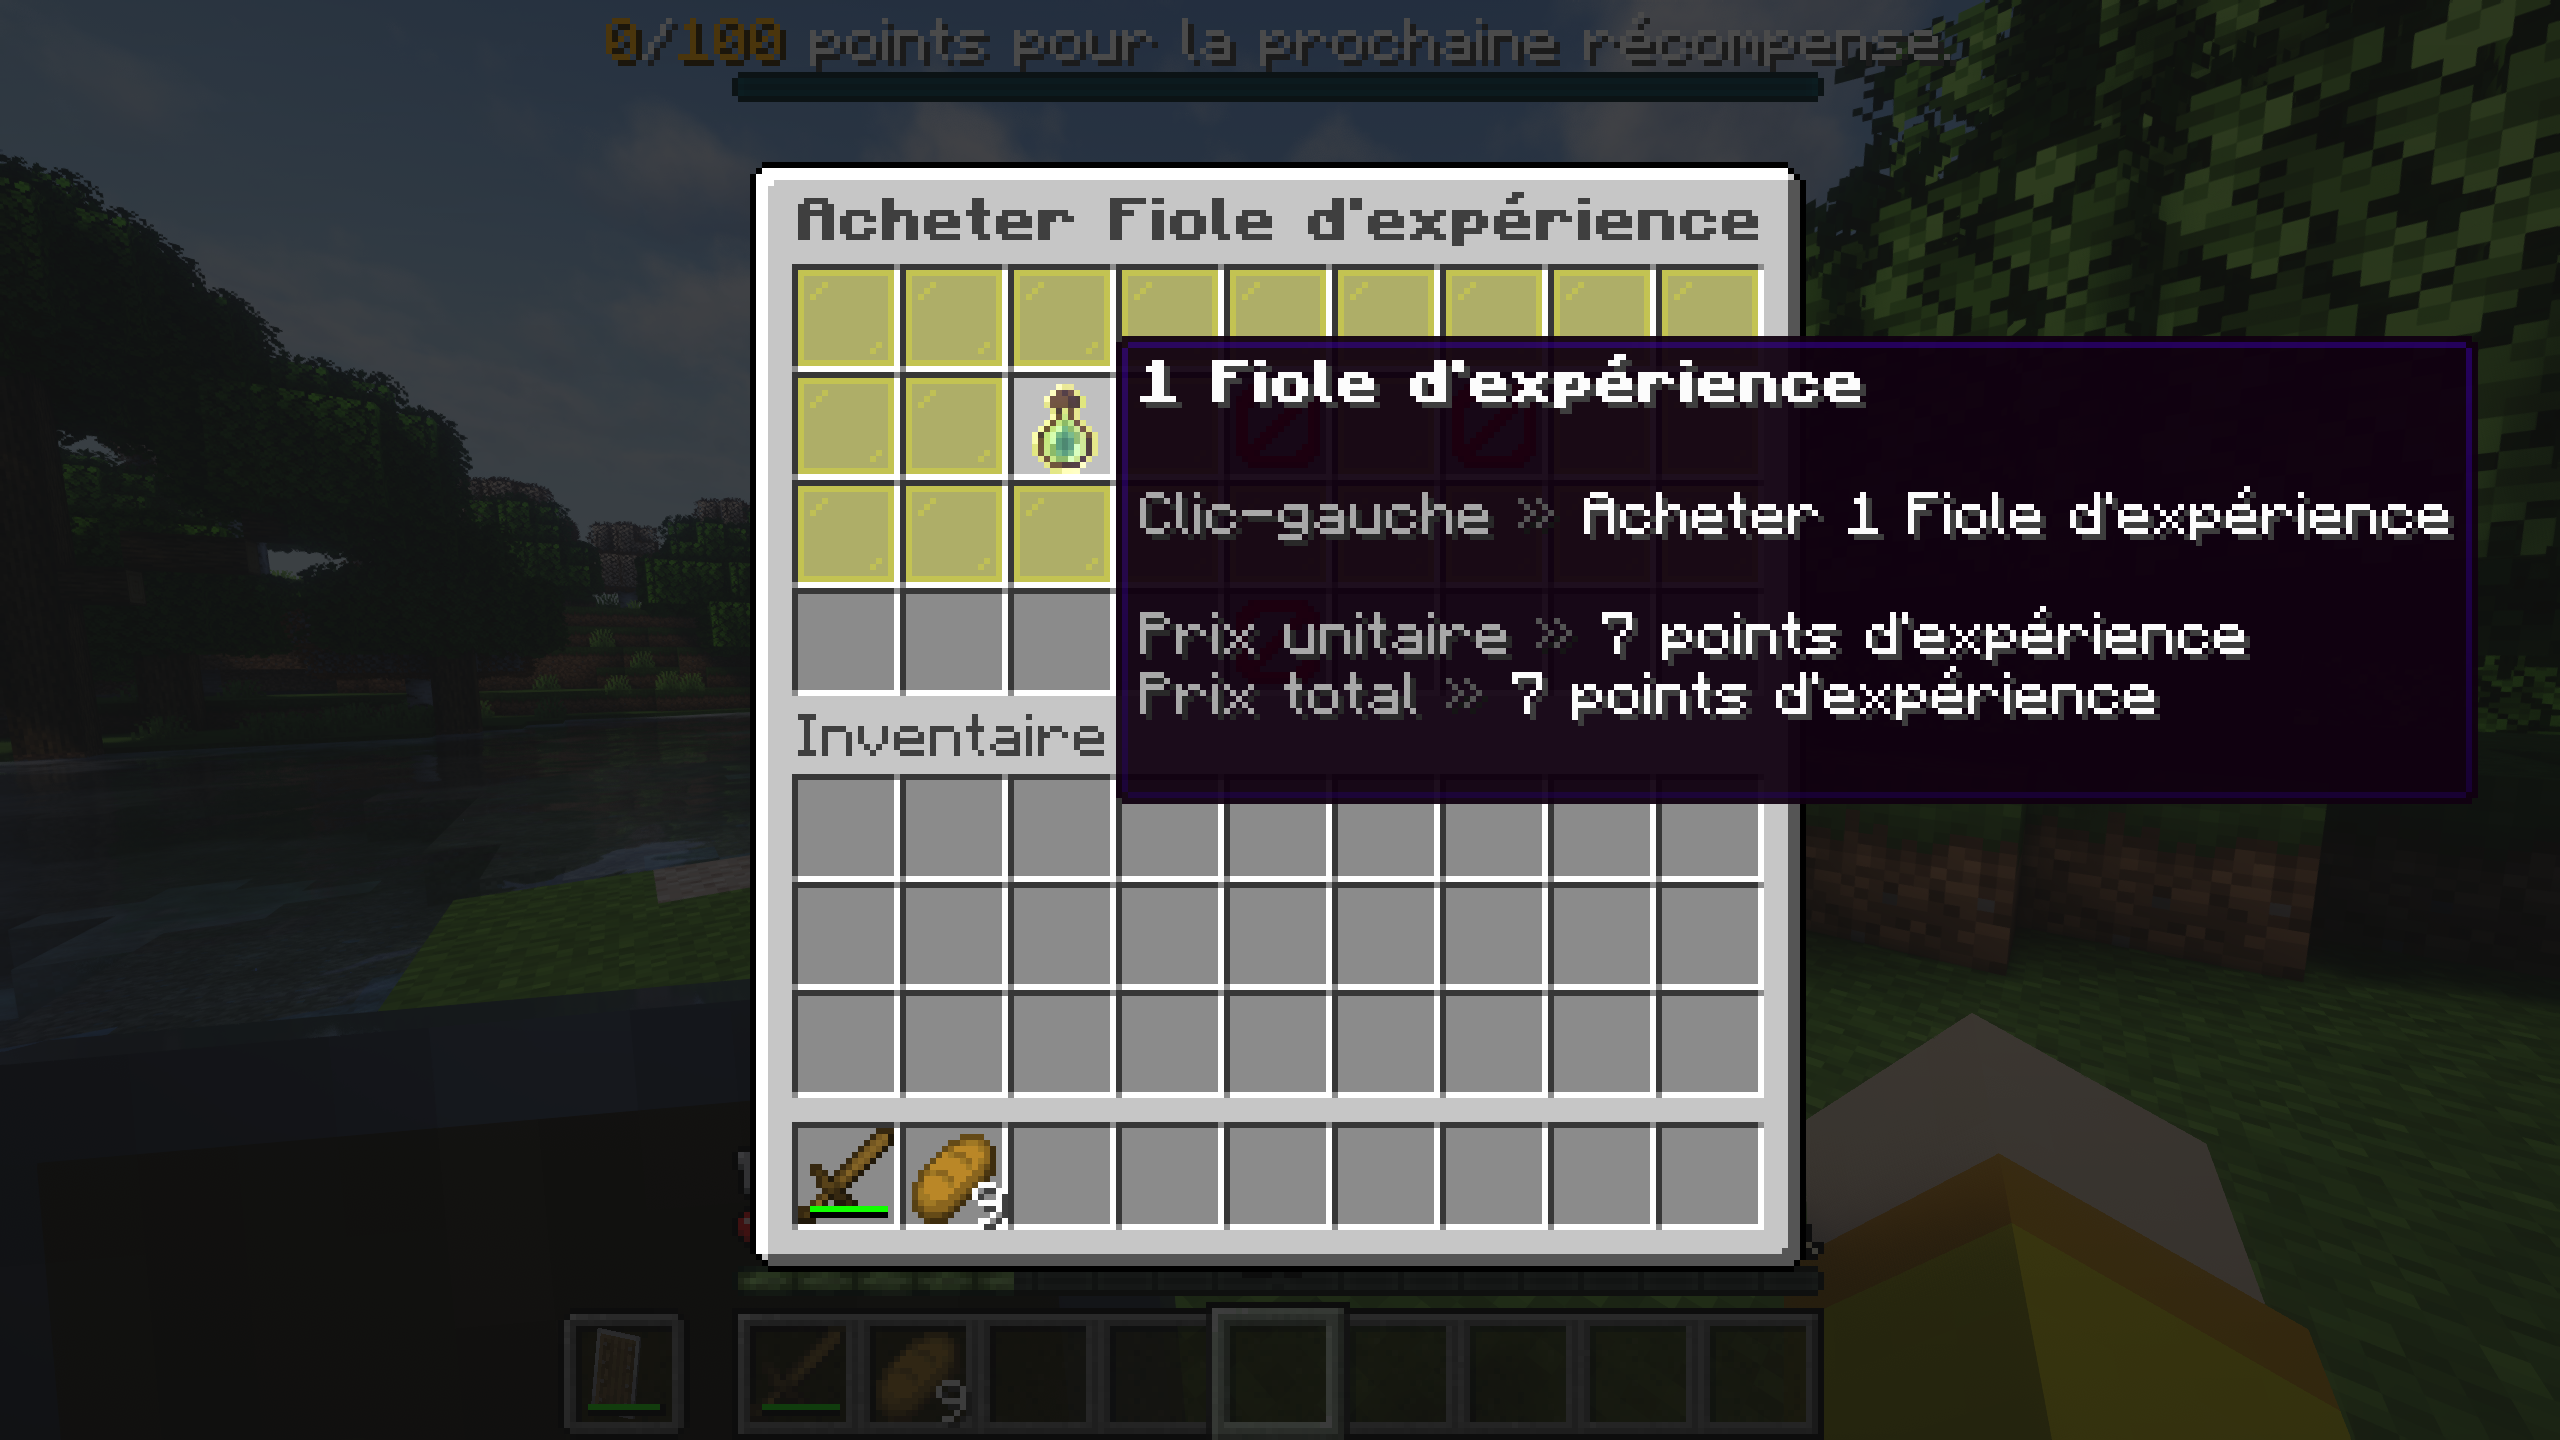 0/100 points pour la prochaine récompense.
Acheter Fiole d'expérience
1 Fiole d'expérience
Clic-gauche » Acheter 1 Fiole d'expérience
Prix unitaire » 7 points d'expérience
Prix total » 7 points d'expérience
Inventaire
9
9